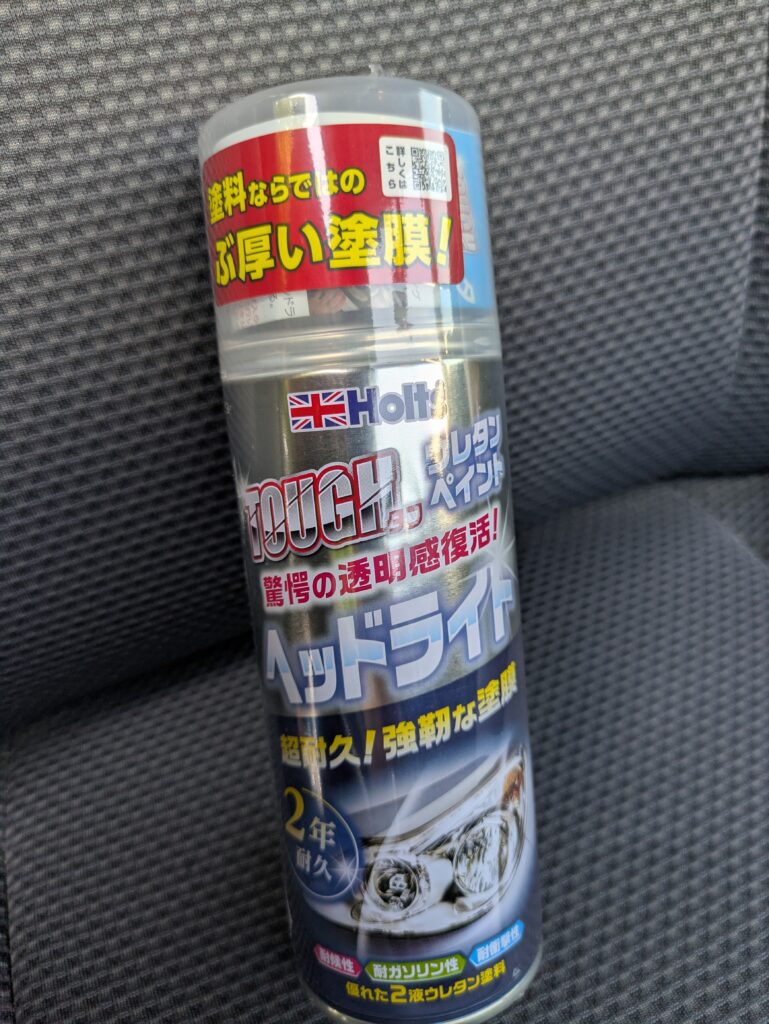 詳しくは
こちら
塗料ならではの
ぶ厚い塗膜!
Holts
TOUGH
タフ
ウレタン
ペイント
驚愕の透明感復活!
ヘッドライト
超耐久!強靭な塗膜
2年
耐久
耐候性
耐ガソリン性
耐衝撃性
優れた2液ウレタン塗料